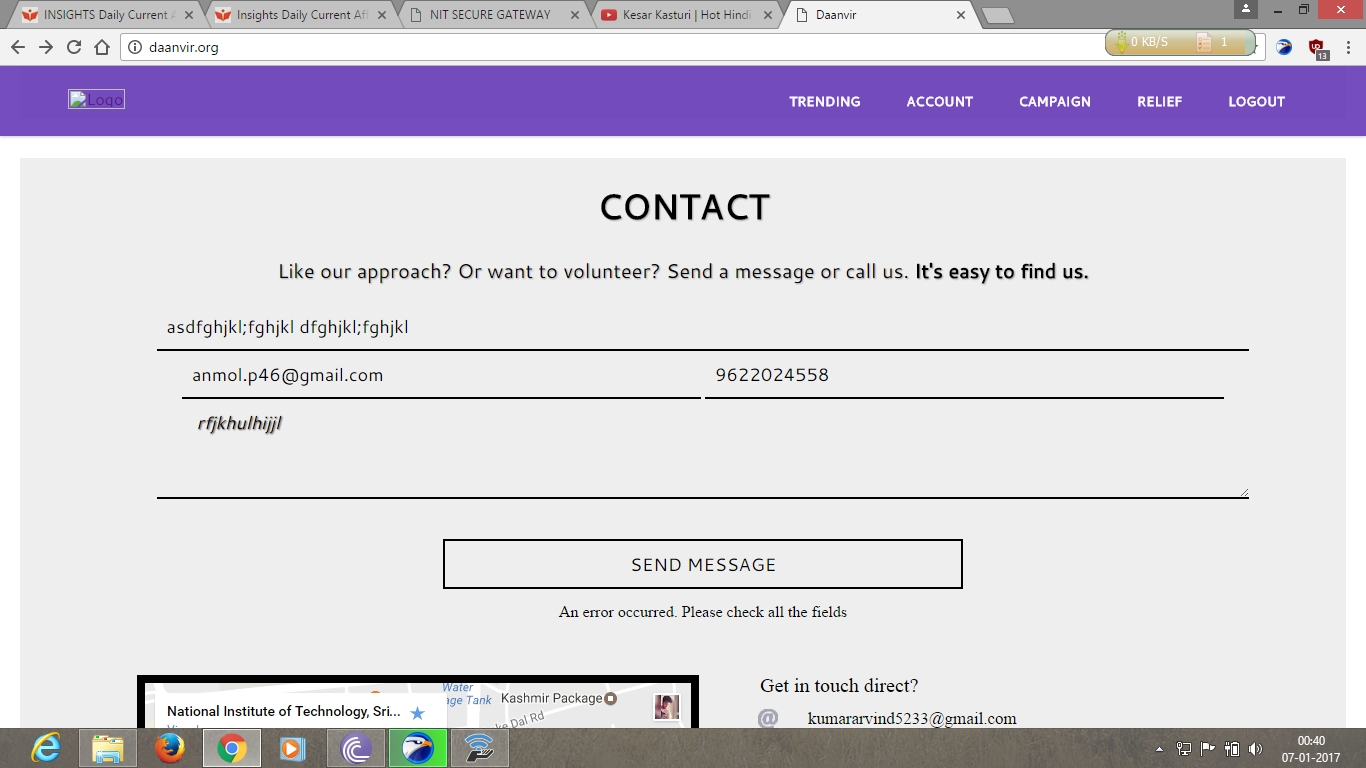 INSIGHTS Daily Current A
Insights Daily Current Aff
NIT SECURE GATEWAY
Kesar Kasturi | Hot Hindi
Daanvir
daanvir.org
0 KB/S 1
13
Logo
TRENDING ACCOUNT CAMPAIGN RELIEF LOGOUT
CONTACT
Like our approach? Or want to volunteer? Send a message or call us. It's easy to find us.
asdfghjkl;fghjkl dfghjkl;fghjkl
anmol.p46@gmail.com 9622024558
rfjkhulhijjl
SEND MESSAGE
An error occurred. Please check all the fields
Water
age Tank
Kashmir Package
National Institute of Technology, Sri...
ke Dal Rd
Get in touch direct?
@ kumararvind5233@gmail.com
00:40
07-01-2017